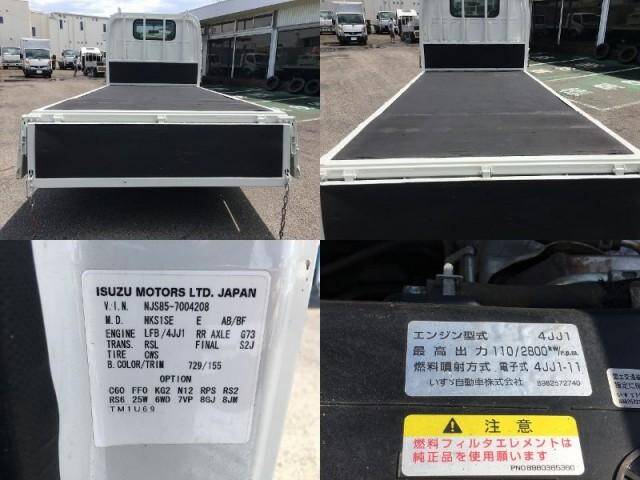 ISUZU MOTORS LTD. JAPAN
V.I.N. NJS85-7004208
M.D. NKS1SE E AB/BF
ENGINE LFB/4JJ1 RR AXLE G73
TRANS. RSL FINAL S2J
TIRE CWS
B.COLOR/TRIM 729/155
OPTION
C60 FF0 KG2 N12 RPS RS2
RS6 25W 6WD 7VP 8GJ 8JM
TM1U69
エンジン型式 4JJ1
最高出力 110/2800kW/r.p.m.
燃料噴射方式 電子式 4JJ1-11
いすゞ自動車株式会社 8982572740
注意
燃料フィルタエレメントは
純正品を使用願います
PNO8980365360